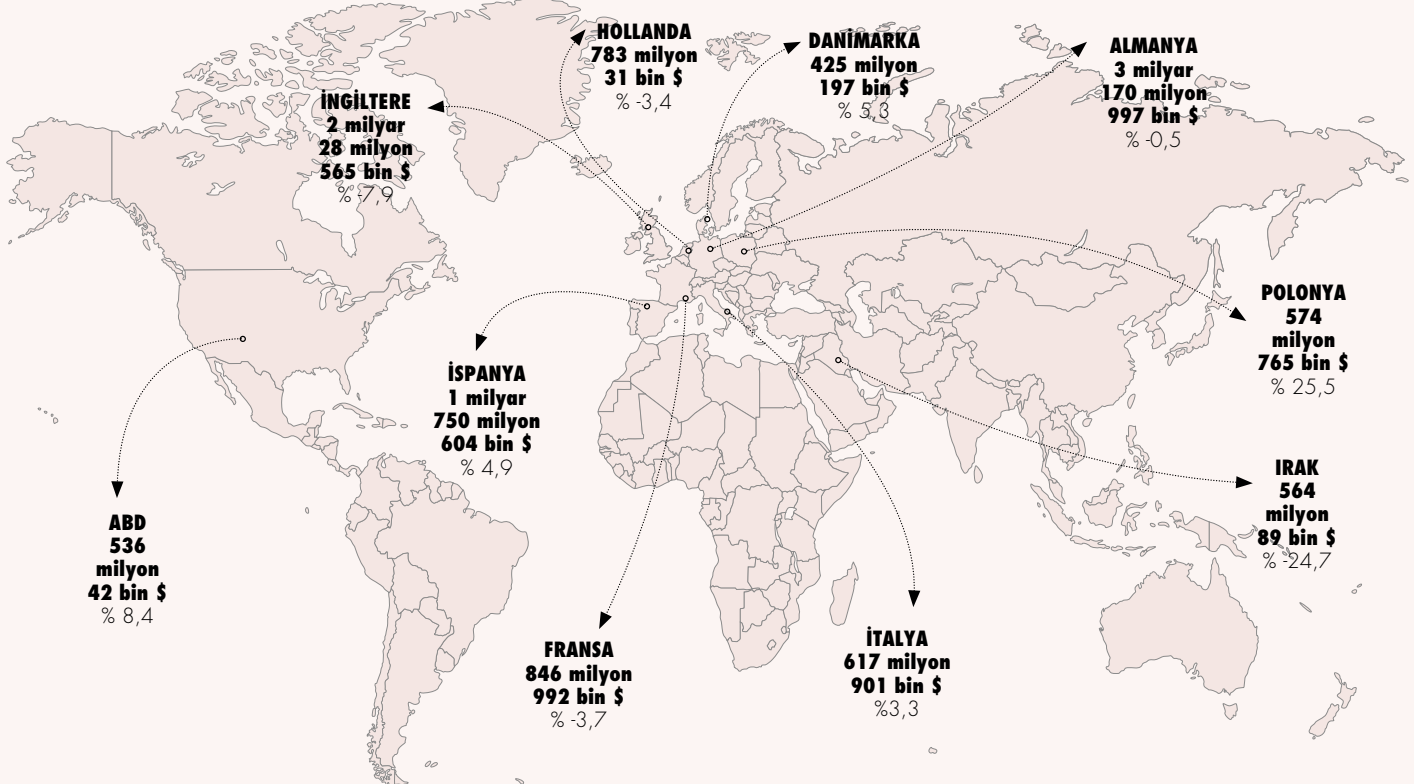 HOLLANDA
783 milyon
31 bin $
% -3,4
DANİMARKA
425 milyon
197 bin $
% 5,3
ALMANYA
3 milyar
170 milyon
997 bin $
% -0,5
İNGİLTERE
2 milyar
28 milyon
565 bin $
% -7,9
POLONYA
574
milyon
765 bin $
% 25,5
İSPANYA
1 milyar
750 milyon
604 bin $
% 4,9
IRAK
564
milyon
89 bin $
% -24,7
ABD
536
milyon
42 bin $
% 8,4
FRANSA
846 milyon
992 bin $
% -3,7
İTALYA
617 milyon
901 bin $
%3,3